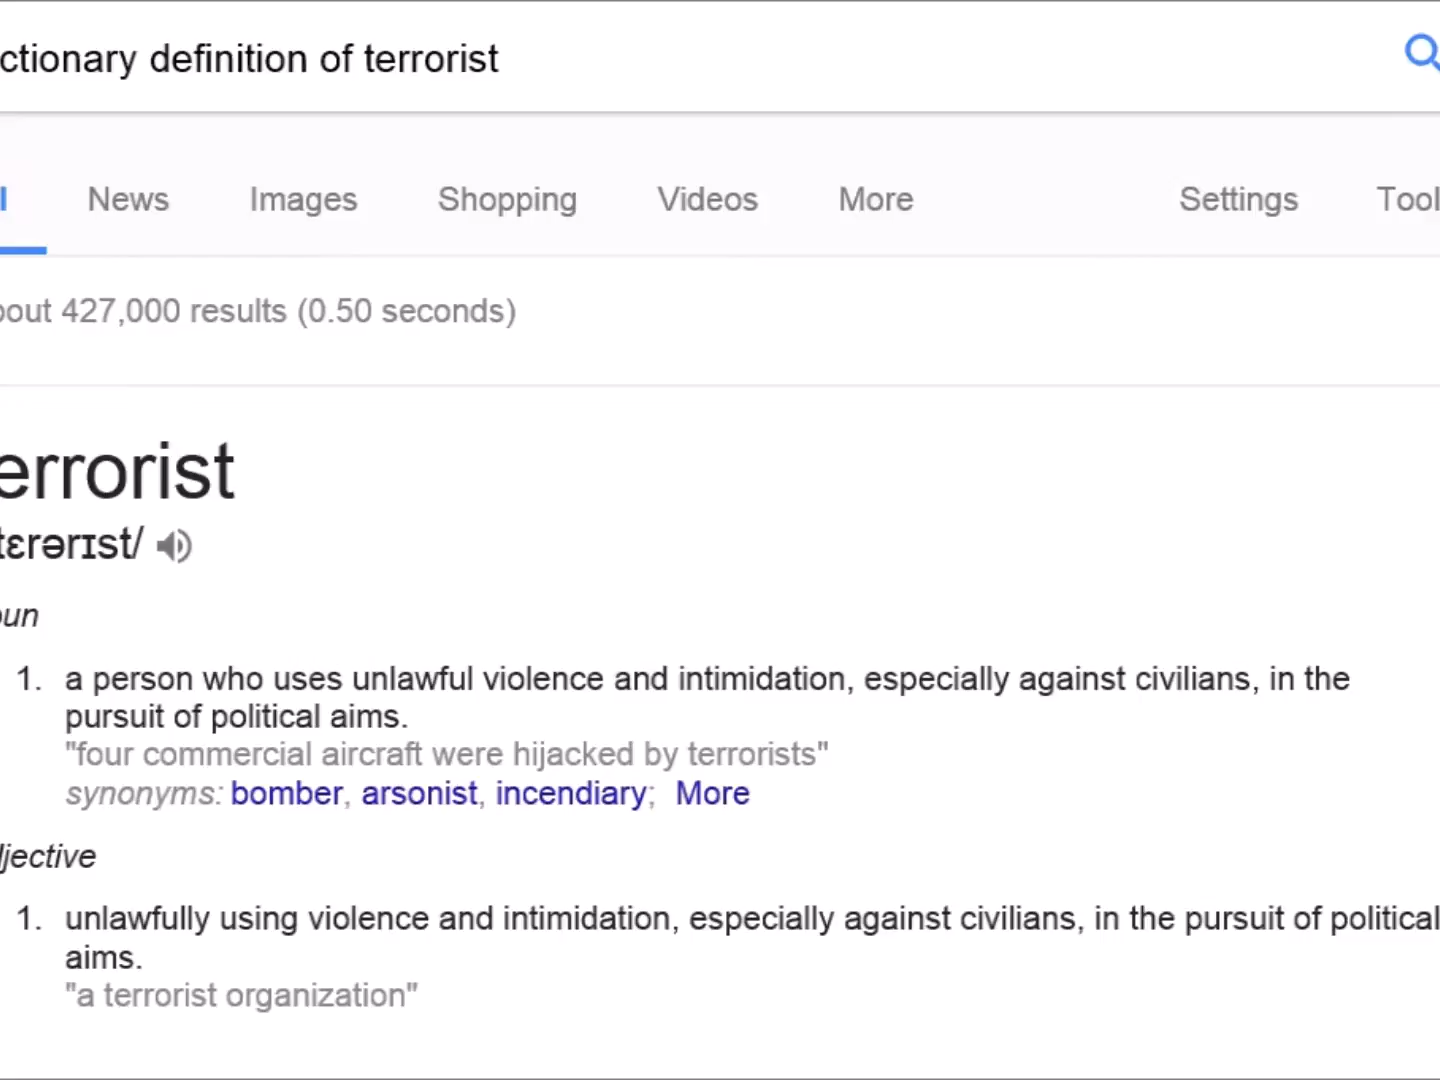 ctionary definition of terrorist
News Images Shopping Videos More Settings Tool
out 427,000 results (0.50 seconds)
errorist
tɛrərɪst/
un
1. a person who uses unlawful violence and intimidation, especially against civilians, in the
pursuit of political aims.
"four commercial aircraft were hijacked by terrorists"
synonyms: bomber, arsonist, incendiary; More
jective
1. unlawfully using violence and intimidation, especially against civilians, in the pursuit of political
aims.
"a terrorist organization"